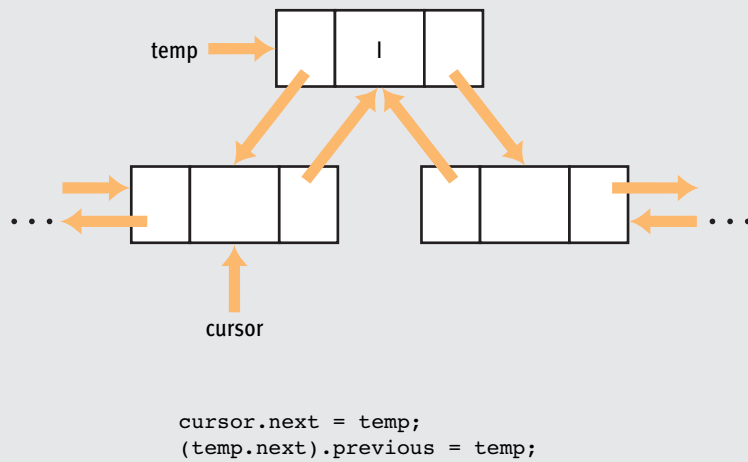 temp
I
. . .
. . .
cursor
cursor.next = temp;
(temp.next).previous = temp;